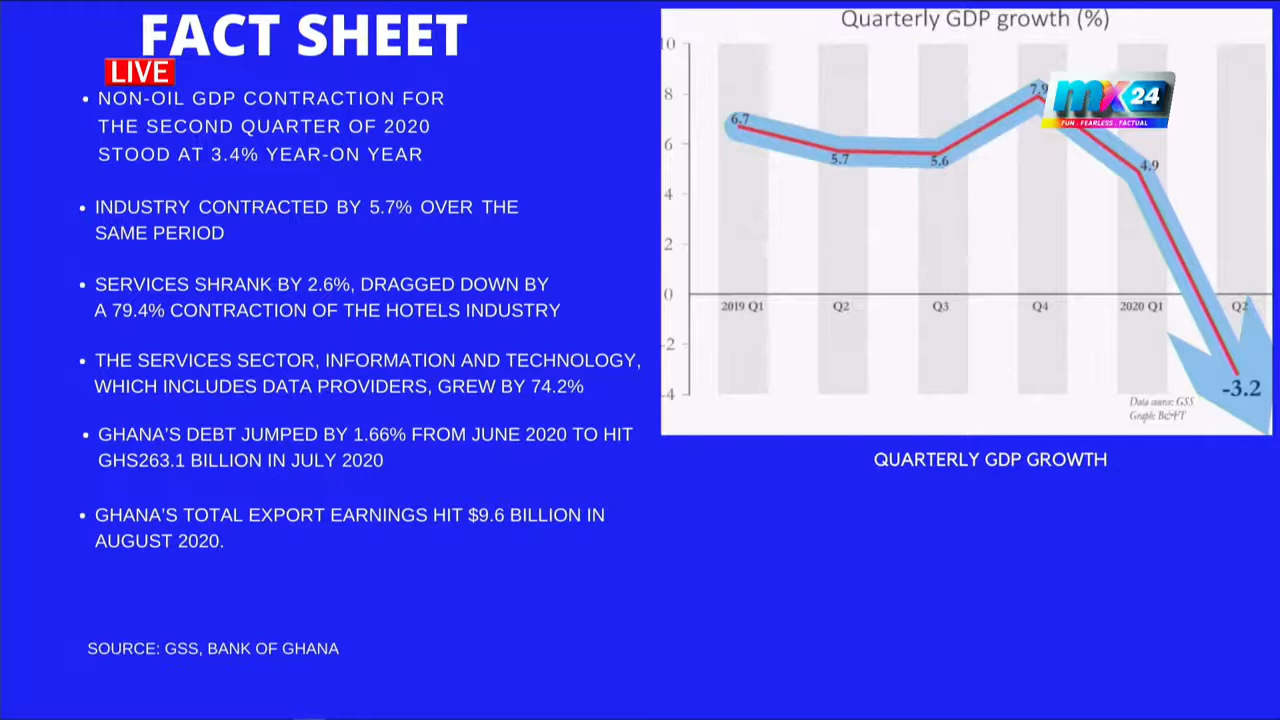 FACT SHEET
LIVE
• NON-OIL GDP CONTRACTION FOR
THE SECOND QUARTER OF 2020
STOOD AT 3.4% YEAR-ON YEAR
• INDUSTRY CONTRACTED BY 5.7% OVER THE
SAME PERIOD
• SERVICES SHRANK BY 2.6%, DRAGGED DOWN BY
A 79.4% CONTRACTION OF THE HOTELS INDUSTRY
• THE SERVICES SECTOR, INFORMATION AND TECHNOLOGY,
WHICH INCLUDES DATA PROVIDERS, GREW BY 74.2%
• GHANA'S DEBT JUMPED BY 1.66% FROM JUNE 2020 TO HIT
GHS263.1 BILLION IN JULY 2020
• GHANA'S TOTAL EXPORT EARNINGS HIT $9.6 BILLION IN
AUGUST 2020.
SOURCE: GSS, BANK OF GHANA
Quarterly GDP growth (%)
10
8
6
4
2
0
-2
-4
6.7
5.7
5.6
7.9
4.9
-3.2
2019 Q1
Q2
Q3
Q4
2020 Q1
Q2
mx 24
FUN . FEARLESS . FACTUAL
Data source: GSS
Graph: B&FT
QUARTERLY GDP GROWTH